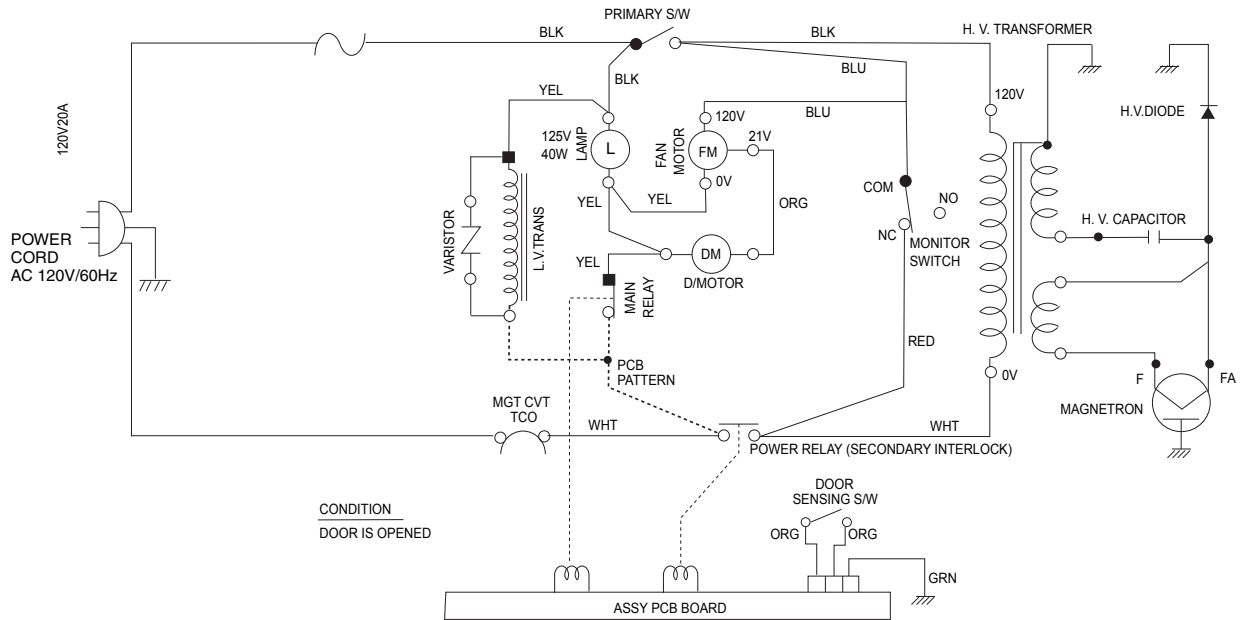 PRIMARY S/W
BLK
BLK
H. V. TRANSFORMER
BLK
BLU
YEL
BLU
120V
120V
H.V.DIODE
120V20A
125V
40W
LAMP
L
FAN
MOTOR
FM
21V
0V
COM
NO
NC
MONITOR
SWITCH
H. V. CAPACITOR
POWER
CORD
AC 120V/60Hz
VARISTOR
L.V.TRANS
YEL
YEL
ORG
YEL
DM
D/MOTOR
MAIN
RELAY
RED
PCB
PATTERN
0V
F
FA
MAGNETRON
MGT CVT
TCO
WHT
WHT
POWER RELAY (SECONDARY INTERLOCK)
CONDITION
DOOR IS OPENED
DOOR
SENSING S/W
ORG
ORG
GRN
ASSY PCB BOARD